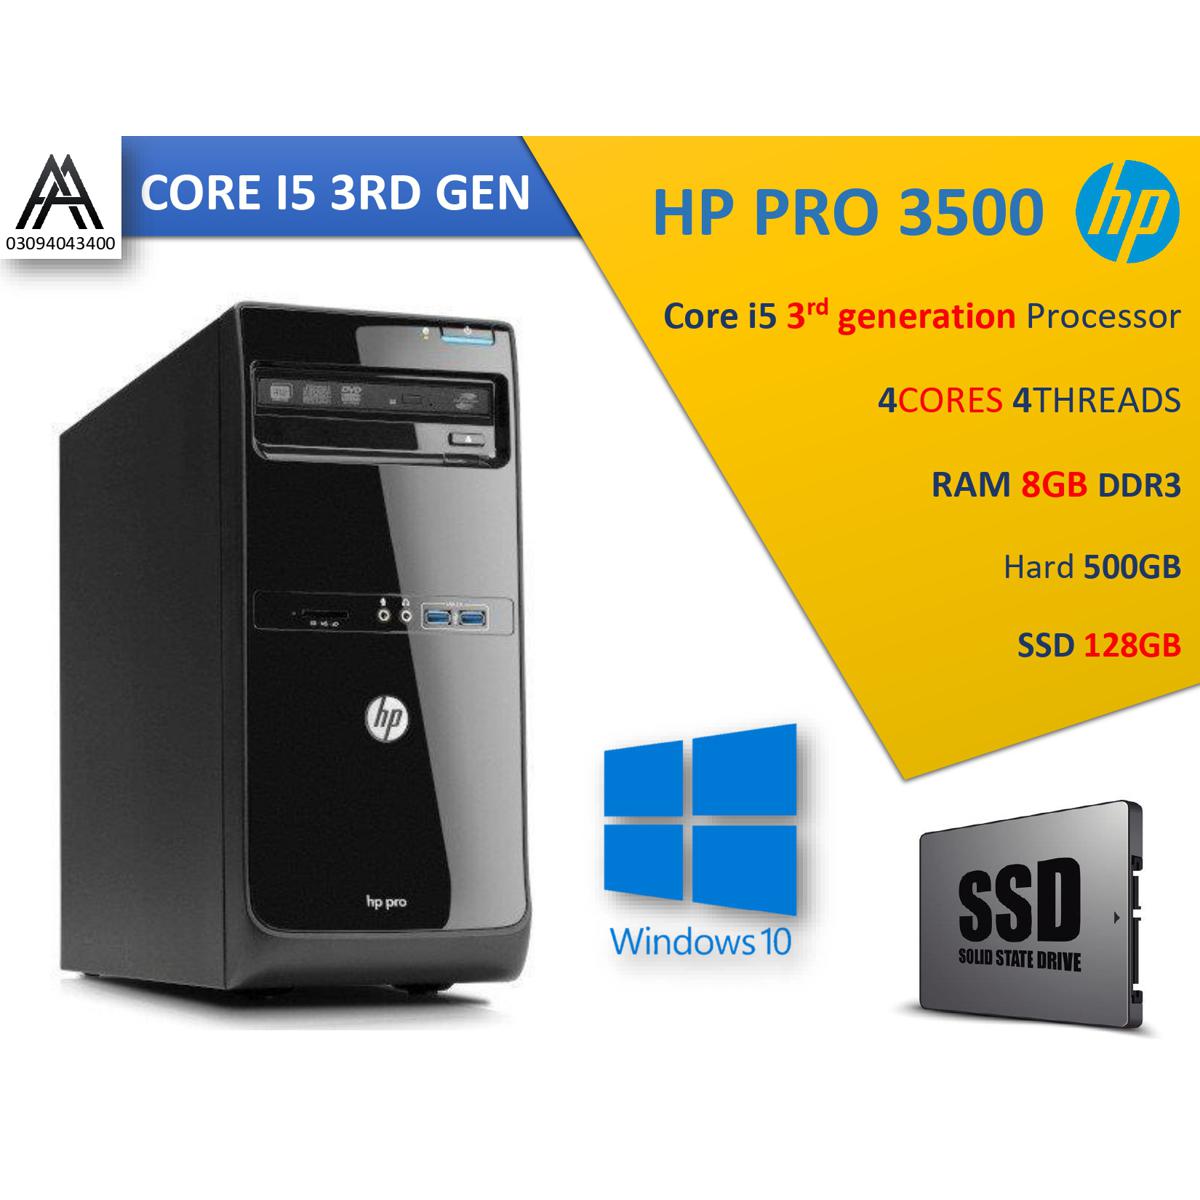 03094043400
CORE I5 3RD GEN
HP PRO 3500
hp
Core i5 3rd generation Processor
4CORES 4THREADS
RAM 8GB DDR3
Hard 500GB
SSD 128GB
DVD
hp
hp pro
Windows 10
SSD
SOLID STATE DRIVE